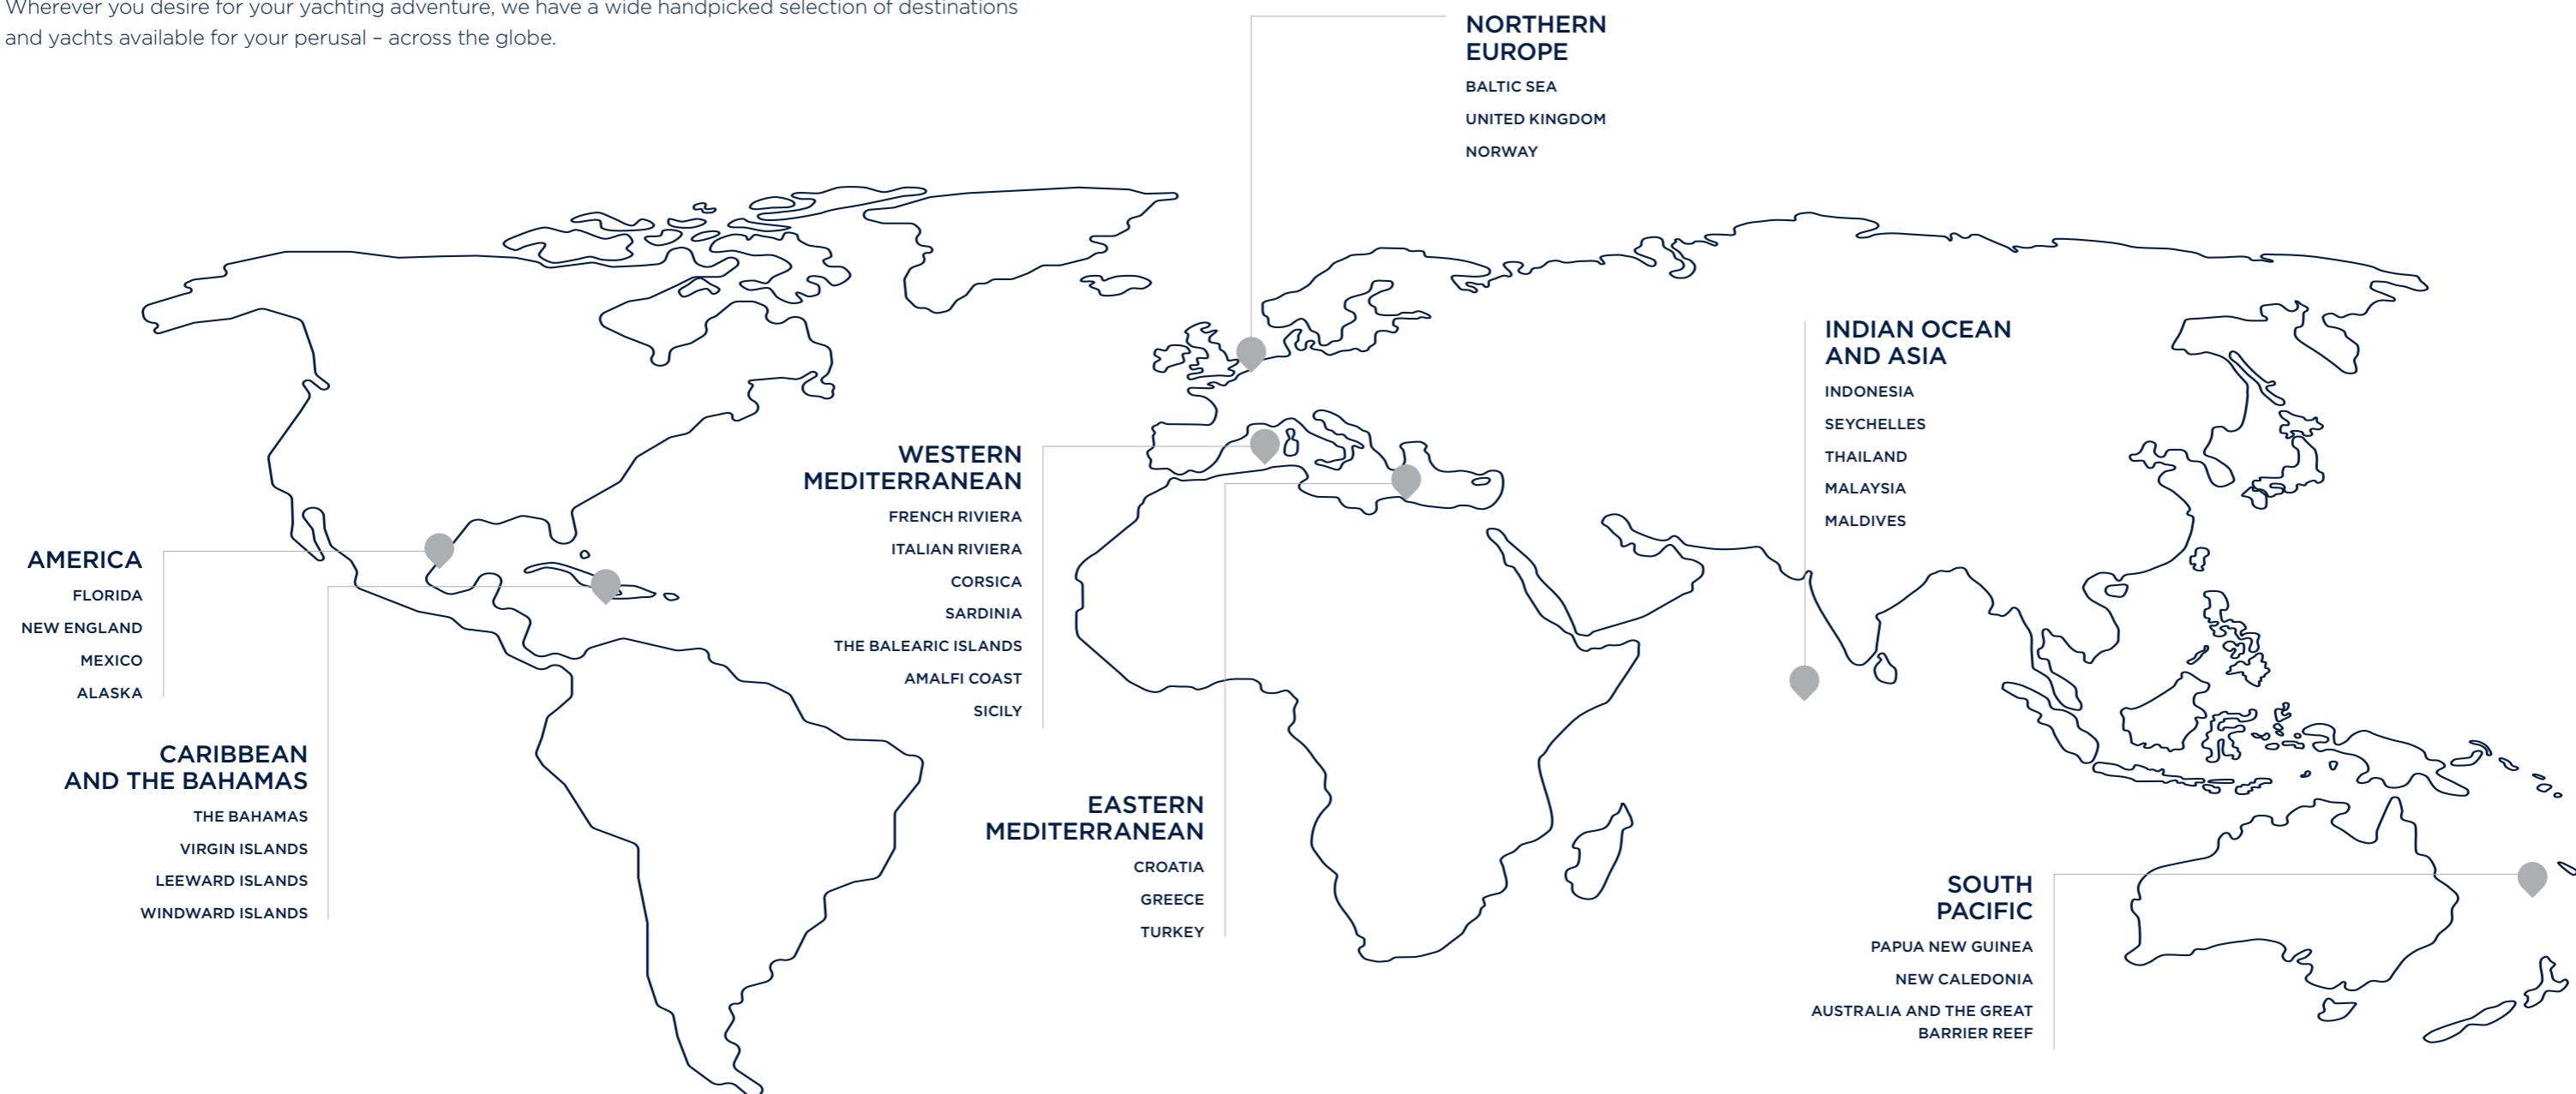 Wherever you desire for your yachting adventure, we have a wide handpicked selection of destinations
and yachts available for your perusal – across the globe.
NORTHERN
EUROPE
BALTIC SEA
UNITED KINGDOM
NORWAY
INDIAN OCEAN
AND ASIA
INDONESIA
SEYCHELLES
THAILAND
MALAYSIA
MALDIVES
WESTERN
MEDITERRANEAN
FRENCH RIVIERA
ITALIAN RIVIERA
CORSICA
SARDINIA
THE BALEARIC ISLANDS
AMALFI COAST
SICILY
AMERICA
FLORIDA
NEW ENGLAND
MEXICO
ALASKA
CARIBBEAN
AND THE BAHAMAS
THE BAHAMAS
VIRGIN ISLANDS
LEEWARD ISLANDS
WINDWARD ISLANDS
EASTERN
MEDITERRANEAN
CROATIA
GREECE
TURKEY
SOUTH
PACIFIC
PAPUA NEW GUINEA
NEW CALEDONIA
AUSTRALIA AND THE GREAT
BARRIER REEF